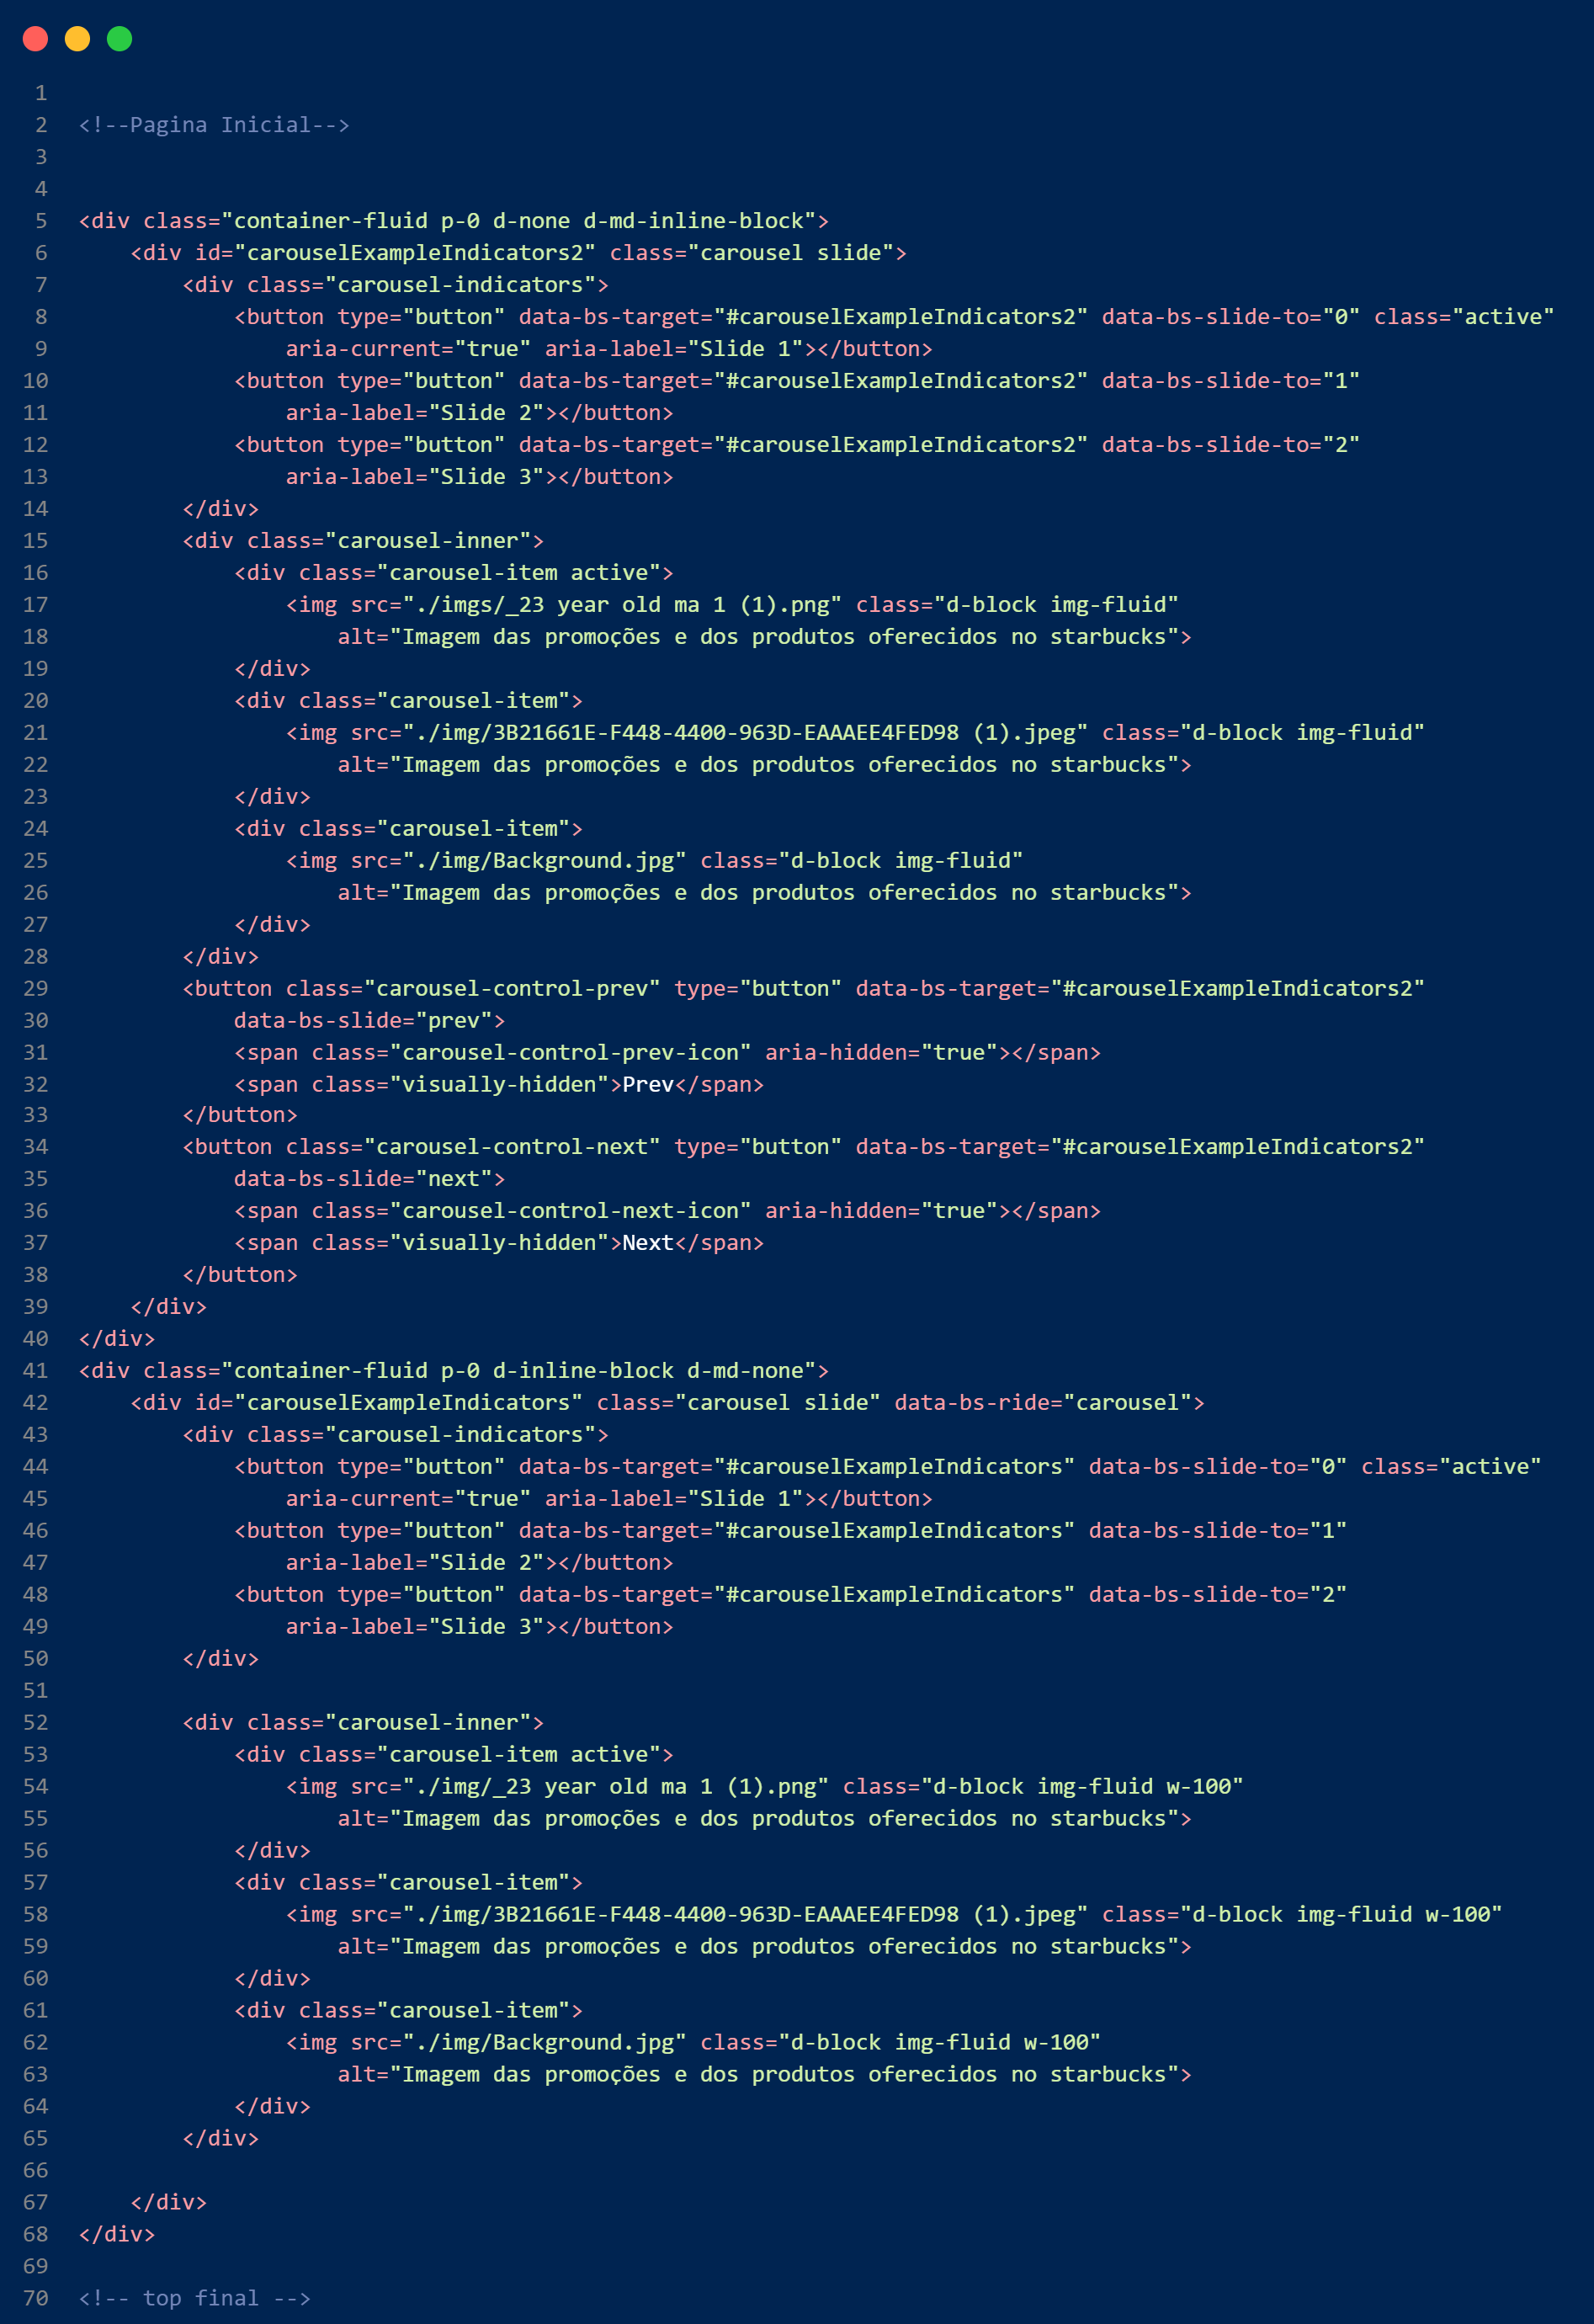 1
2 <!--Pagina Inicial-->
3
4
5 <div class="container-fluid p-0 d-none d-md-inline-block">
6     <div id="carouselExampleIndicators2" class="carousel slide">
7         <div class="carousel-indicators">
8             <button type="button" data-bs-target="#carouselExampleIndicators2" data-bs-slide-to="0" class="active"
9                 aria-current="true" aria-label="Slide 1"></button>
10             <button type="button" data-bs-target="#carouselExampleIndicators2" data-bs-slide-to="1"
11                 aria-label="Slide 2"></button>
12             <button type="button" data-bs-target="#carouselExampleIndicators2" data-bs-slide-to="2"
13                 aria-label="Slide 3"></button>
14         </div>
15         <div class="carousel-inner">
16             <div class="carousel-item active">
17                 <img src="./imgs/_23 year old ma 1 (1).png" class="d-block img-fluid"
18                     alt="Imagem das promoções e dos produtos oferecidos no starbucks">
19             </div>
20             <div class="carousel-item">
21                 <img src="./img/3B21661E-F448-4400-963D-EAAAEE4FED98 (1).jpeg" class="d-block img-fluid"
22                     alt="Imagem das promoções e dos produtos oferecidos no starbucks">
23             </div>
24             <div class="carousel-item">
25                 <img src="./img/Background.jpg" class="d-block img-fluid"
26                     alt="Imagem das promoções e dos produtos oferecidos no starbucks">
27             </div>
28         </div>
29         <button class="carousel-control-prev" type="button" data-bs-target="#carouselExampleIndicators2"
30             data-bs-slide="prev">
31             <span class="carousel-control-prev-icon" aria-hidden="true"></span>
32             <span class="visually-hidden">Prev</span>
33         </button>
34         <button class="carousel-control-next" type="button" data-bs-target="#carouselExampleIndicators2"
35             data-bs-slide="next">
36             <span class="carousel-control-next-icon" aria-hidden="true"></span>
37             <span class="visually-hidden">Next</span>
38         </button>
39     </div>
40 </div>
41 <div class="container-fluid p-0 d-inline-block d-md-none">
42     <div id="carouselExampleIndicators" class="carousel slide" data-bs-ride="carousel">
43         <div class="carousel-indicators">
44             <button type="button" data-bs-target="#carouselExampleIndicators" data-bs-slide-to="0" class="active"
45                 aria-current="true" aria-label="Slide 1"></button>
46             <button type="button" data-bs-target="#carouselExampleIndicators" data-bs-slide-to="1"
47                 aria-label="Slide 2"></button>
48             <button type="button" data-bs-target="#carouselExampleIndicators" data-bs-slide-to="2"
49                 aria-label="Slide 3"></button>
50         </div>
51
52         <div class="carousel-inner">
53             <div class="carousel-item active">
54                 <img src="./img/_23 year old ma 1 (1).png" class="d-block img-fluid w-100"
55                     alt="Imagem das promoções e dos produtos oferecidos no starbucks">
56             </div>
57             <div class="carousel-item">
58                 <img src="./img/3B21661E-F448-4400-963D-EAAAEE4FED98 (1).jpeg" class="d-block img-fluid w-100"
59                     alt="Imagem das promoções e dos produtos oferecidos no starbucks">
60             </div>
61             <div class="carousel-item">
62                 <img src="./img/Background.jpg" class="d-block img-fluid w-100"
63                     alt="Imagem das promoções e dos produtos oferecidos no starbucks">
64             </div>
65         </div>
66
67     </div>
68 </div>
69
70 <!-- top final -->